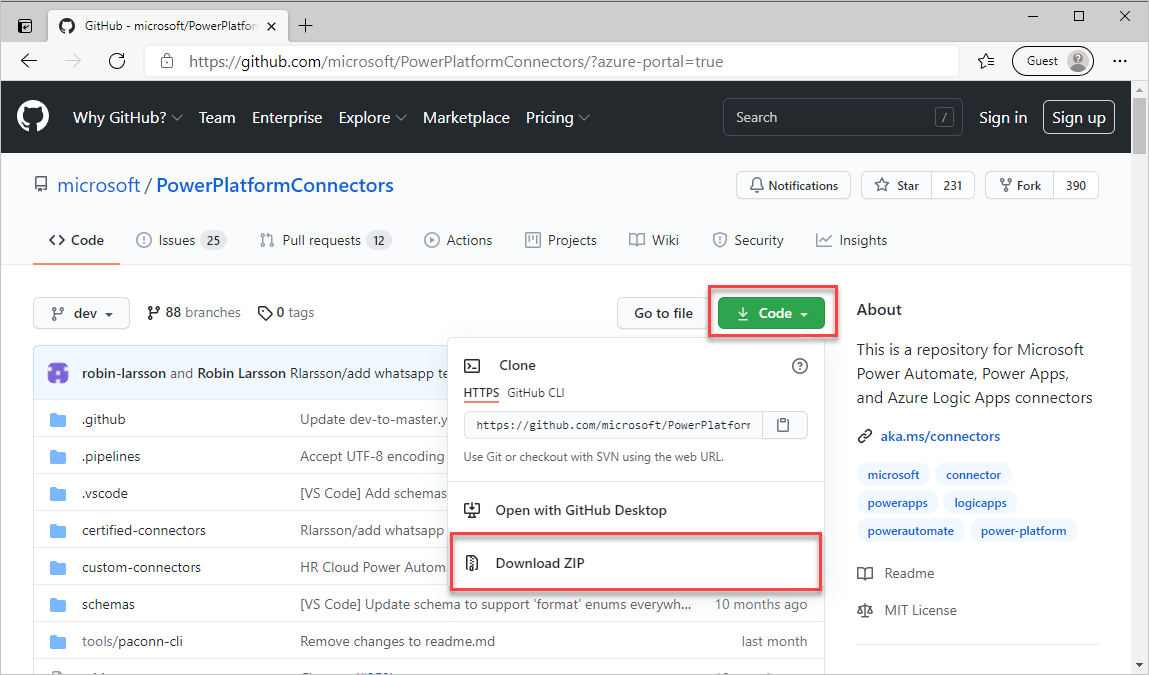 GitHub - microsoft/PowerPlatfor
https://github.com/microsoft/PowerPlatformConnectors/?azure-portal=true
Guest
Why GitHub? Team Enterprise Explore Marketplace Pricing
Search /
Sign in Sign up
microsoft / PowerPlatformConnectors
Notifications Star 231 Fork 390
Code Issues 25 Pull requests 12 Actions Projects Wiki Security Insights
dev 88 branches 0 tags
Go to file Code
robin-larsson and Robin Larsson Rlarsson/add whatsapp te
.github Update dev-to-master.y
.pipelines Accept UTF-8 encoding
.vscode [VS Code] Add schemas
certified-connectors Rlarsson/add whatsapp
custom-connectors HR Cloud Power Autom
schemas [VS Code] Update schema to support 'format' enums everywh... 10 months ago
tools/paconn-cli Remove changes to readme.md last month
Clone
HTTPS GitHub CLI
https://github.com/microsoft/PowerPlatform
Use Git or checkout with SVN using the web URL.
Open with GitHub Desktop
Download ZIP
About
This is a repository for Microsoft
Power Automate, Power Apps,
and Azure Logic Apps connectors
aka.ms/connectors
microsoft connector
powerapps logicapps
powerautomate power-platform
Readme
MIT License